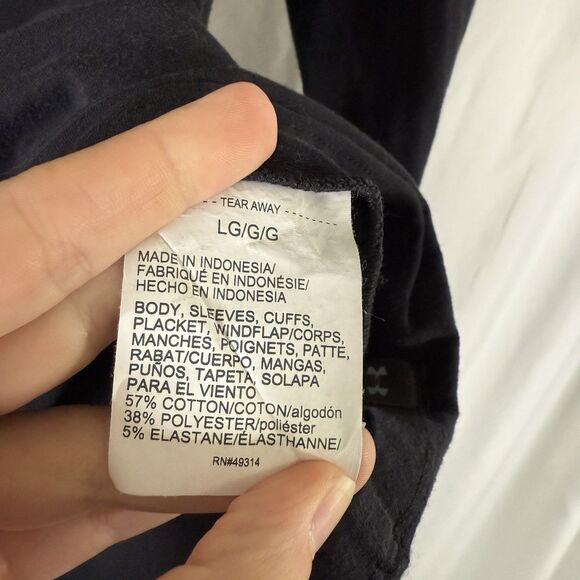 - - TEAR AWAY - - - - - - - -
LG/G/G
MADE IN INDONESIA/
FABRIQUÉ EN INDONÉSIE/
HECHO EN INDONESIA
BODY, SLEEVES, CUFFS,
PLACKET, WINDFLAP/CORPS,
MANCHES, POIGNETS, PATTE,
RABAT/CUERPO, MANGAS,
PUÑOS, TAPETA, SOLAPA
PARA EL VIENTO
57% COTTON/COTON/algodón
38% POLYESTER/poliéster
5% ELASTANE/ÉLASTHANNE/
RN#49314